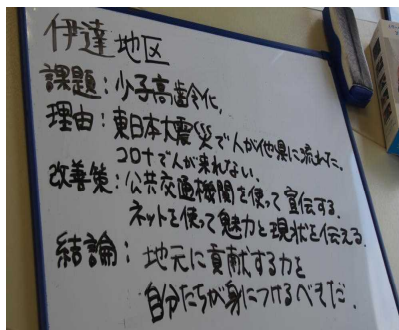 伊達地区
課題：少子高齢化,
理由：東日本大震災で人が他県に流れた,
コロナで人が来れない.
改善策：公共交通機関を使って宣伝する.
ネットを使って魅力と現状を伝える.
結論：地元に貢献する力を
自分たちが身につけるべきだ.